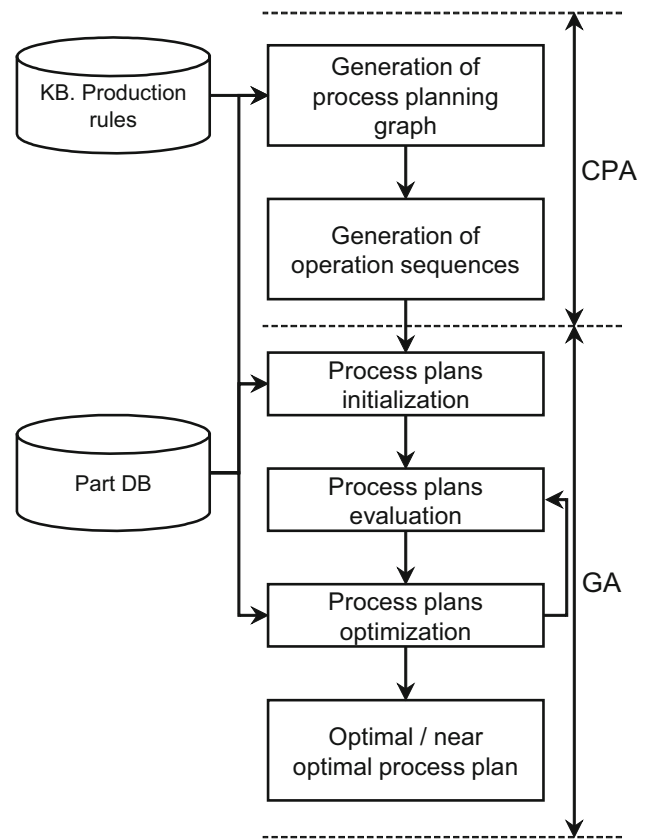 KB. Production
rules
Generation of
process planning
graph
CPA
Generation of
operation sequences
Process plans
initialization
Part DB
Process plans
evaluation
GA
Process plans
optimization
Optimal / near
optimal process plan